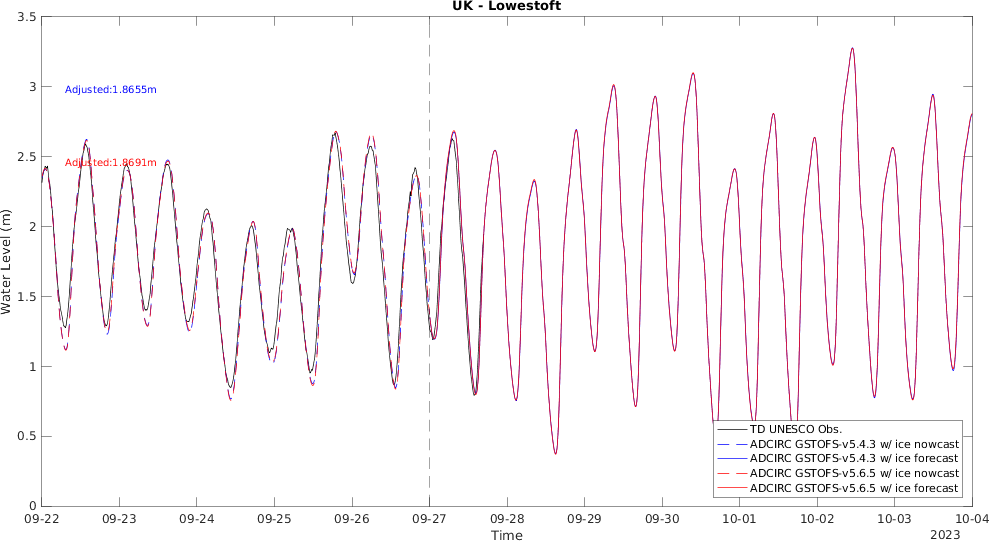 UK - Lowestoft
3.5
3
2.5
2
1.5
1
0.5
0
Water Level (m)
Adjusted:1.8655m
Adjusted:1.8691m
TD UNESCO Obs.
ADCIRC GSTOFS-v5.4.3 w/ ice nowcast
ADCIRC GSTOFS-v5.4.3 w/ ice forecast
ADCIRC GSTOFS-v5.6.5 w/ ice nowcast
ADCIRC GSTOFS-v5.6.5 w/ ice forecast
09-22 09-23 09-24 09-25 09-26 09-27 09-28 09-29 09-30 10-01 10-02 10-03 10-04
Time
2023